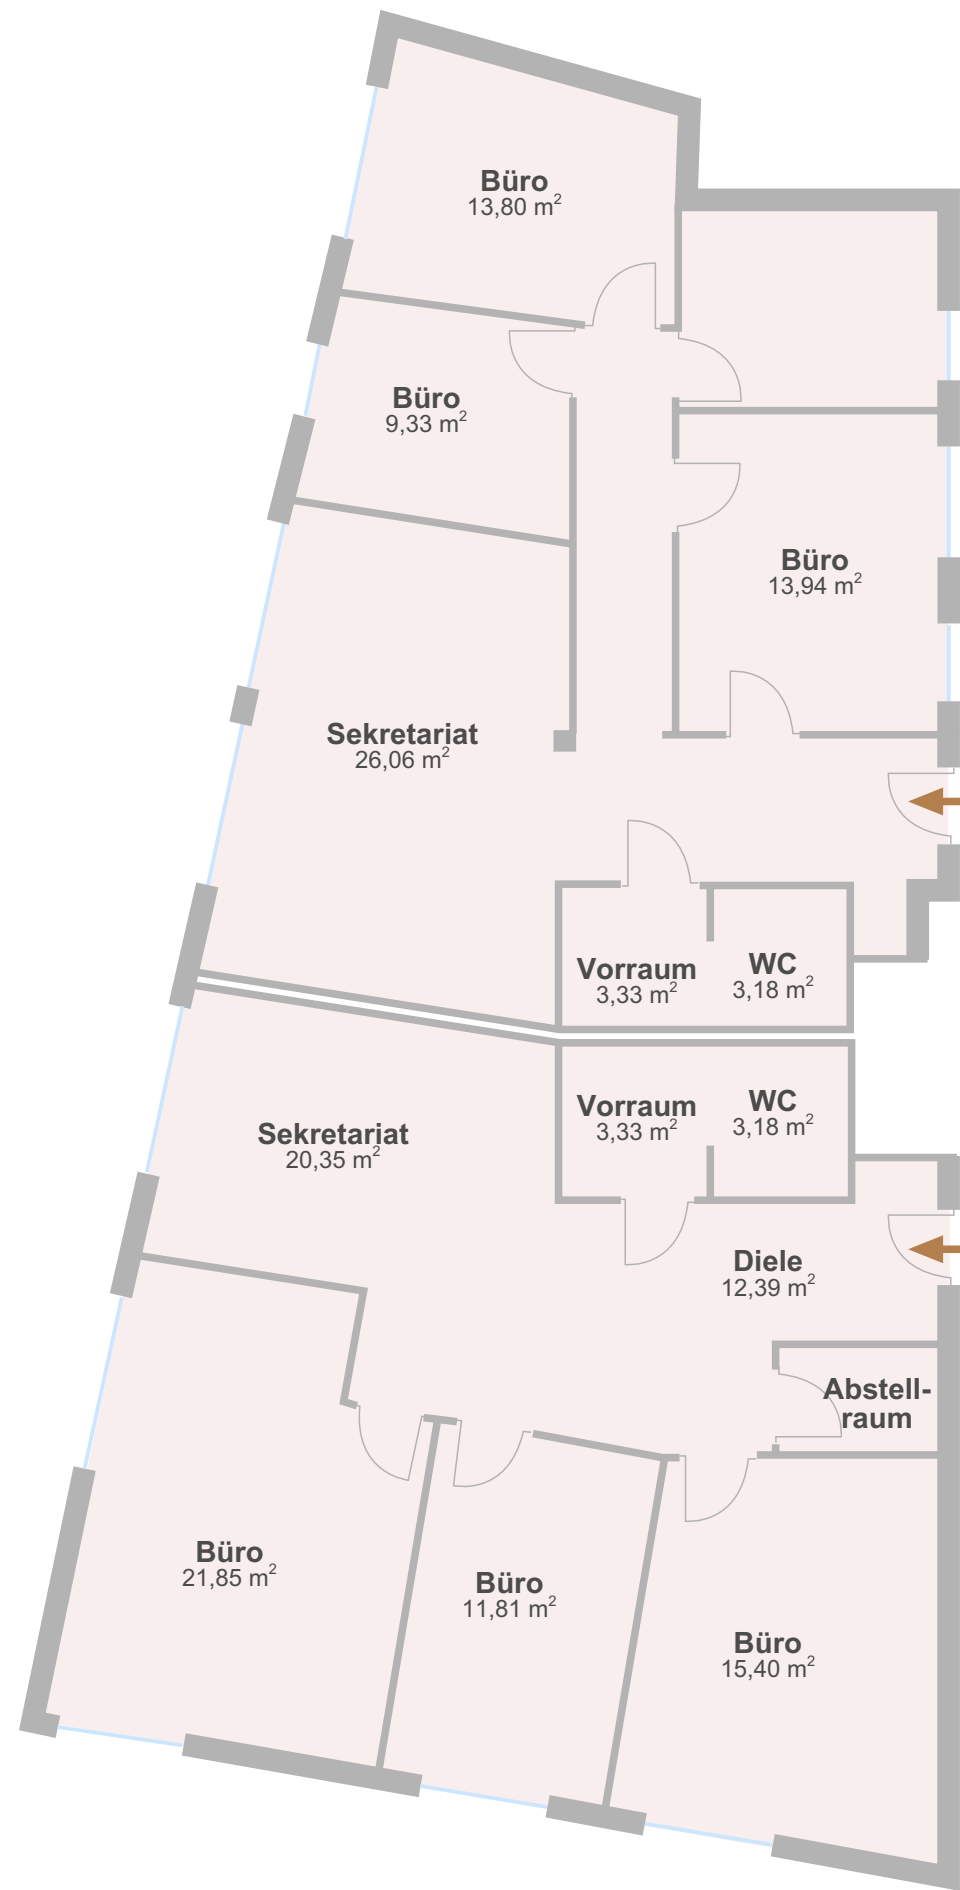 Büro
13,80 m²
Büro
9,33 m²
Büro
13,94 m²
Sekretariat
26,06 m²
Vorraum
3,33 m²
WC
3,18 m²
Vorraum
3,33 m²
WC
3,18 m²
Sekretariat
20,35 m²
Diele
12,39 m²
Abstell-
raum
Büro
21,85 m²
Büro
11,81 m²
Büro
15,40 m²